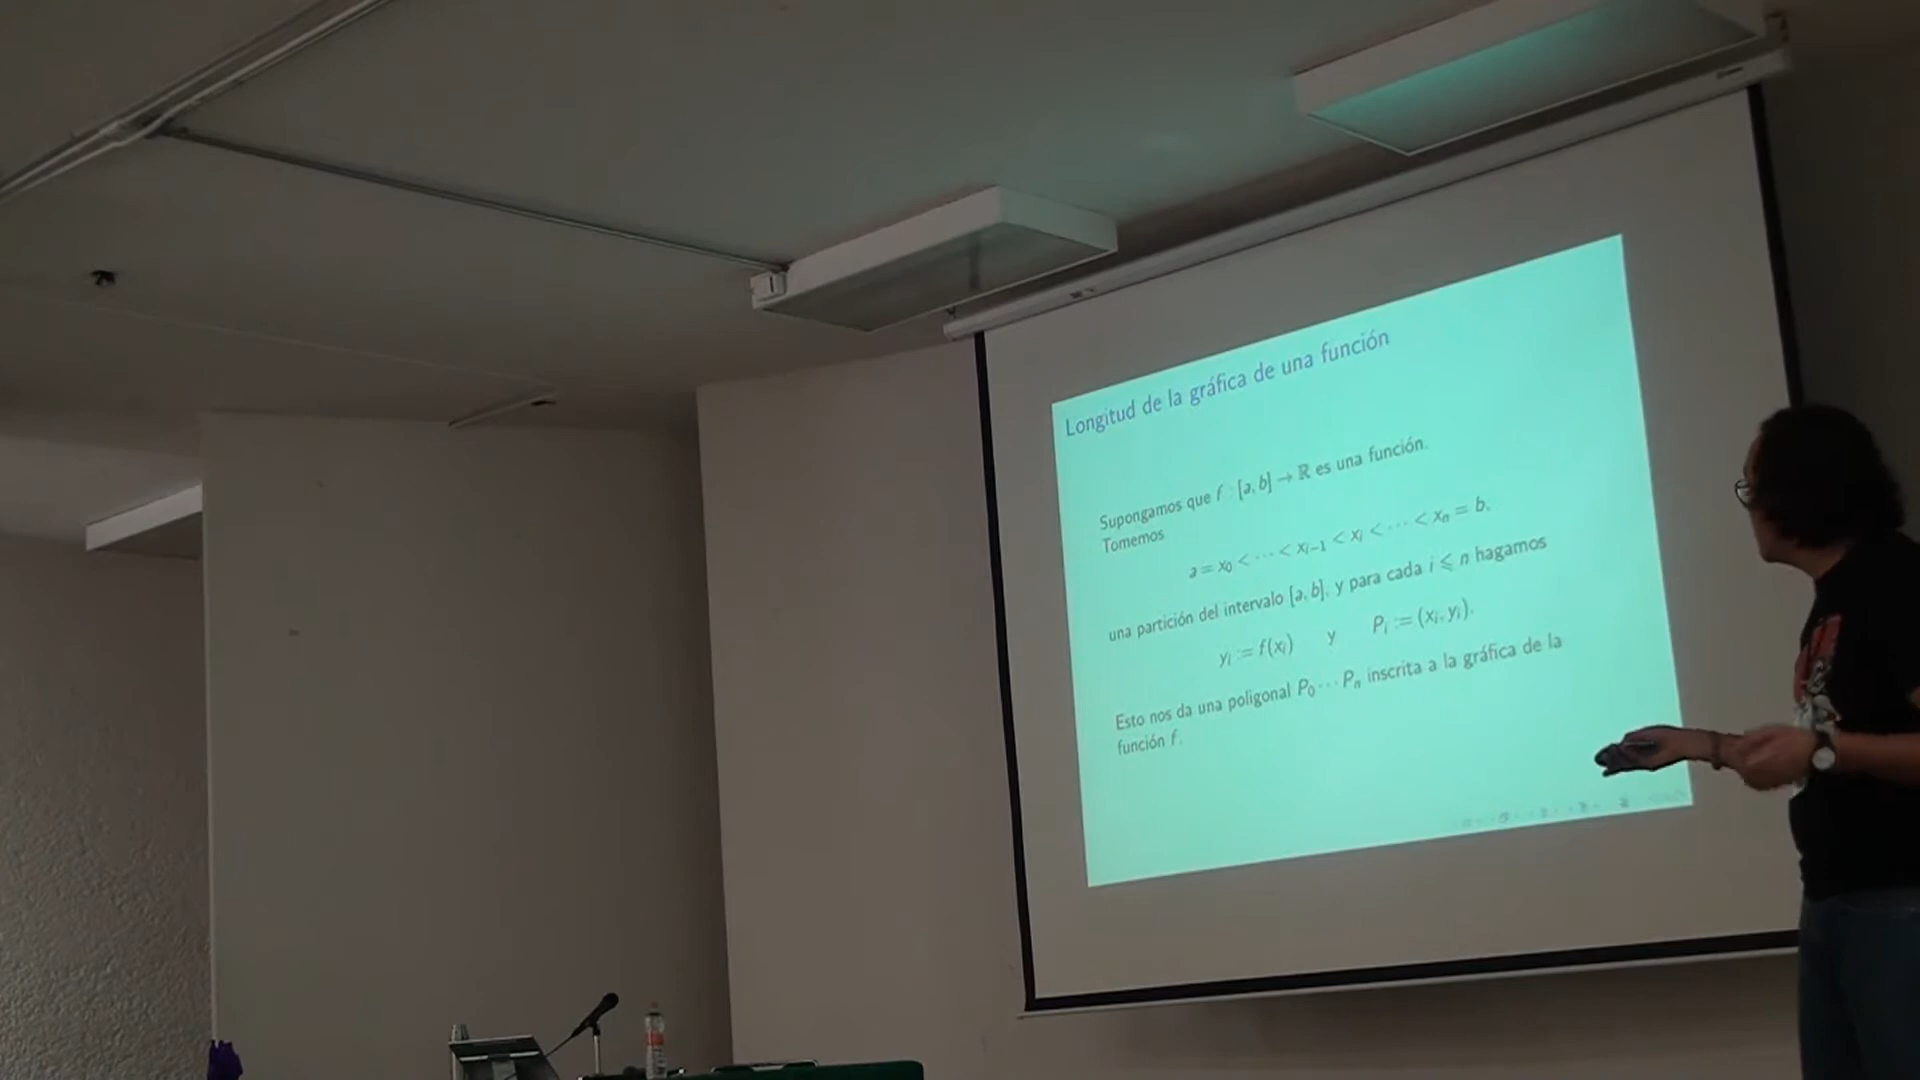 Longitud de la gráfica de una función
Supongamos que f : [a, b] → ℝ es una función.
Tomemos
a = x₀ < ⋯ < xᵢ₋₁ < xᵢ < ⋯ < xₙ = b,
una partición del intervalo [a, b], y para cada i ⩽ n hagamos
yᵢ := f(xᵢ) y Pᵢ := (xᵢ, yᵢ).
Esto nos da una poligonal P₀ ⋯ Pₙ inscrita a la gráfica de la
función f.